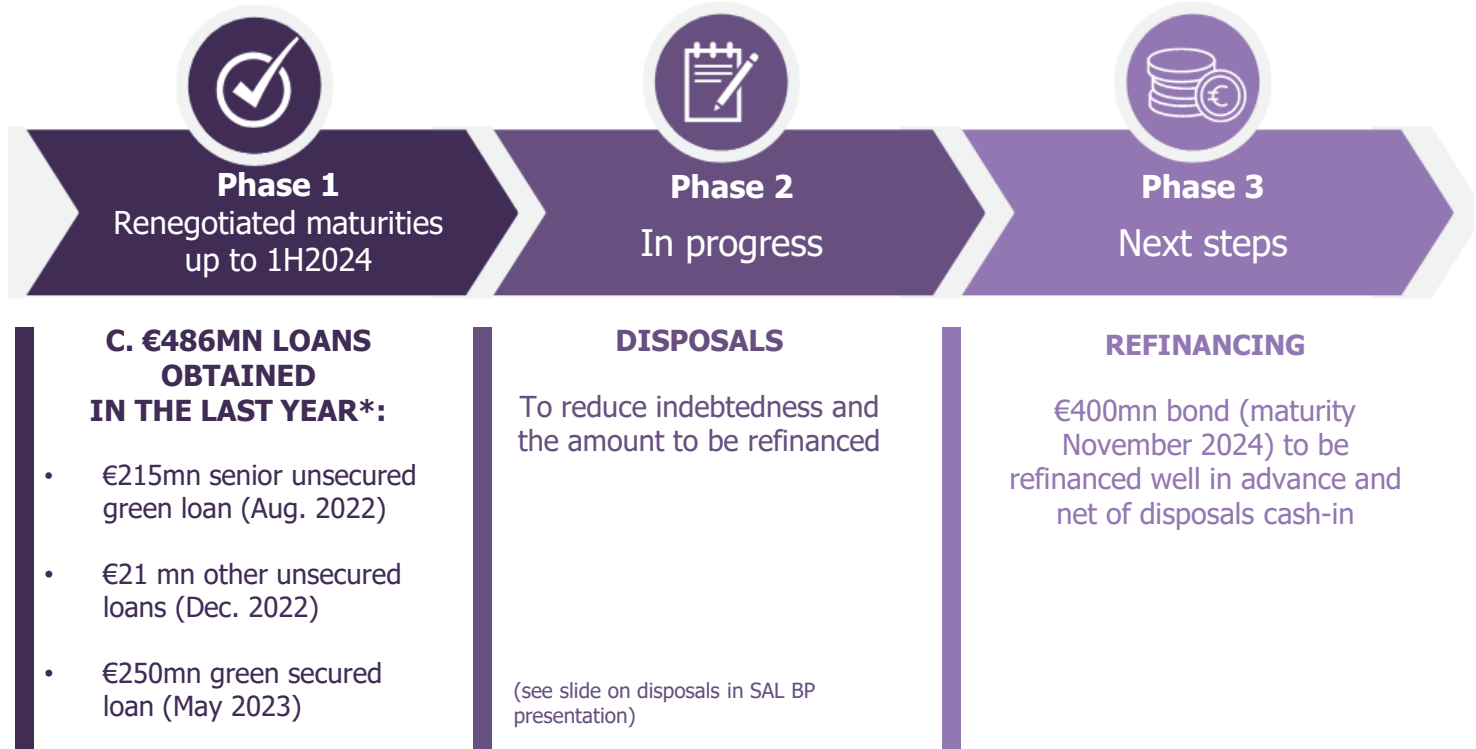 Phase 1
Renegotiated maturities
up to 1H2024
Phase 2
In progress
Phase 3
Next steps
C. €486MN LOANS
OBTAINED
IN THE LAST YEAR*:
• €215mn senior unsecured
green loan (Aug. 2022)
• €21 mn other unsecured
loans (Dec. 2022)
• €250mn green secured
loan (May 2023)
DISPOSALS
To reduce indebtedness and
the amount to be refinanced
(see slide on disposals in SAL BP
presentation)
REFINANCING
€400mn bond (maturity
November 2024) to be
refinanced well in advance and
net of disposals cash-in
€